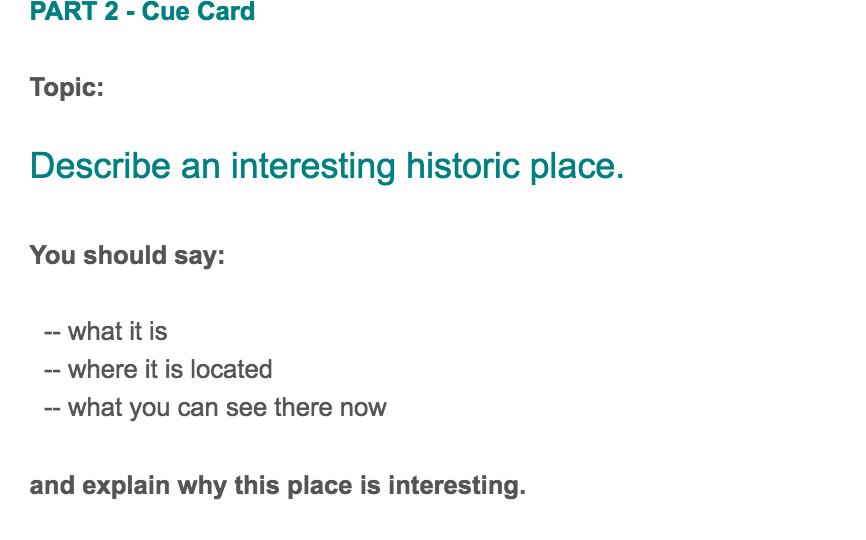 PART 2 - Cue Card
Topic:
Describe an interesting historic place.
You should say:
-- what it is
-- where it is located
-- what you can see there now
and explain why this place is interesting.